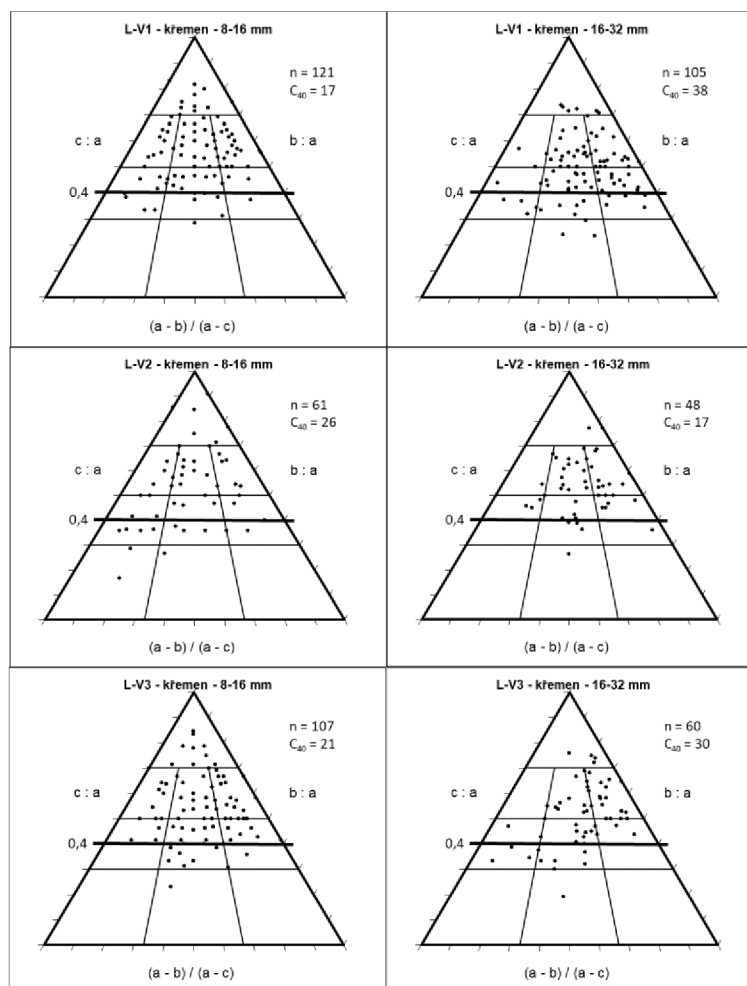 L-V1 - křemen - 8-16 mm
n = 121
C40 = 17
c : a
b : a
0,4
(a - b) / (a - c)
L-V1 - křemen - 16-32 mm
n = 105
C40 = 38
c : a
b : a
0,4
(a - b) / (a - c)
L-V2 - křemen - 8-16 mm
n = 61
C40 = 26
c : a
b : a
0,4
(a - b) / (a - c)
L-V2 - křemen - 16-32 mm
n = 48
C40 = 17
c : a
b : a
0,4
(a - b) / (a - c)
L-V3 - křemen - 8-16 mm
n = 107
C40 = 21
c : a
b : a
0,4
(a - b) / (a - c)
L-V3 - křemen - 16-32 mm
n = 60
C40 = 30
c : a
b : a
0,4
(a - b) / (a - c)